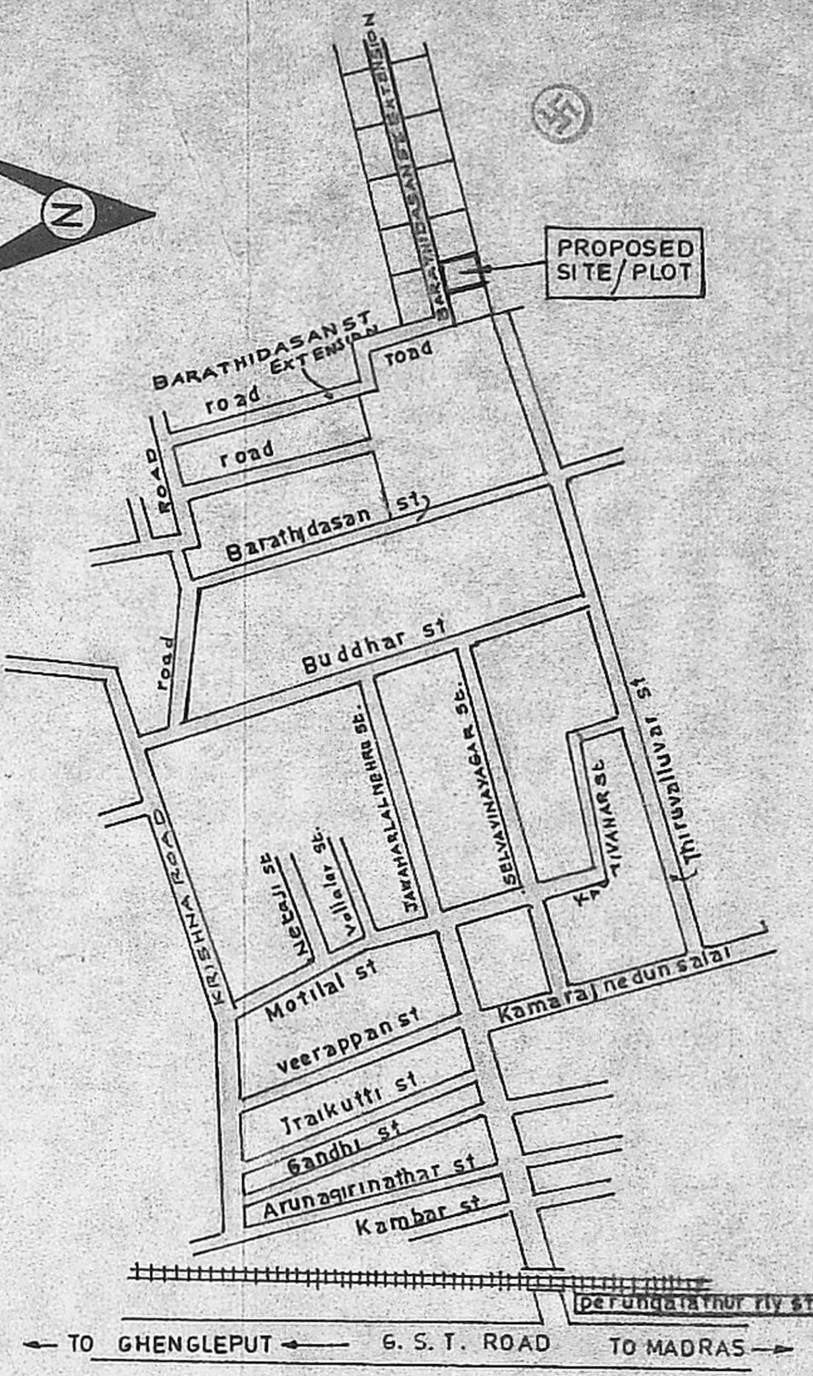 BARATHIDASAN ST EXTENSION
N
PROPOSED
SITE/PLOT
BARATHIDASAN ST
EXTENSION
road
road
road
ROAD
Barathidasan st
road
Buddhar st
JAWAHARLAL NEHRU St.
SELVAVINAYAGAR St.
Thiruvalluvar st
KRISHNA ROAD
Netaji st
Vallalar st.
Motilal st
Kamaraj nedun salai
veerappan st
Iraikutti st
Gandhi st
Arunagirinathar st
Kambar st
perungalathur rly st
TO GHENGLEPUT
G. S. T. ROAD
TO MADRAS